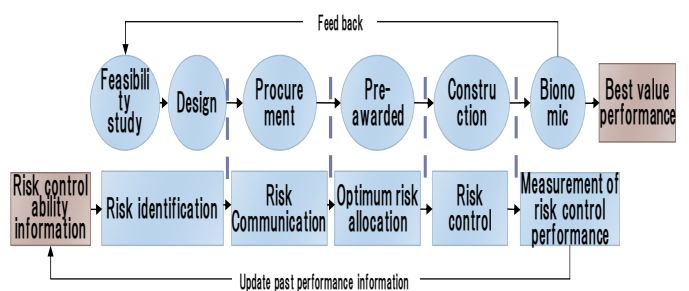 Feed back
Feasibili
ty
study
Design
Procure
ment
Pre-
awarded
Constru
ction
Biono
mic
Best value
performance
Risk control
ability
information
Risk identification
Risk
Communication
Optimum risk
allocation
Risk
control
Measurement of
risk control
performance
Update past performance information